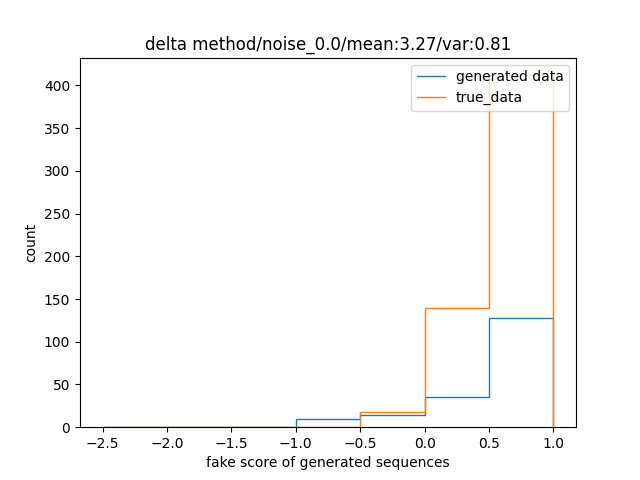 delta method/noise_0.0/mean:3.27/var:0.81
generated data
true_data
400
350
300
250
200
150
100
50
0
count
−2.5 −2.0 −1.5 −1.0 −0.5 0.0 0.5 1.0
fake score of generated sequences